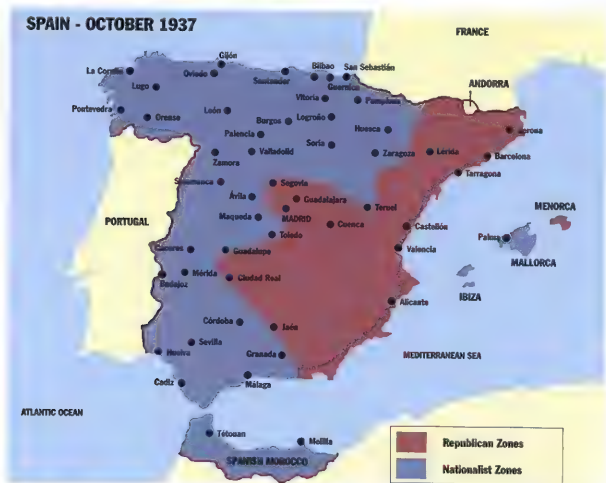 SPAIN - OCTOBER 1937
FRANCE
ANDORRA
Gijón
La Coruña
Oviedo
Santander
Bilbao
San Sebastián
Guernica
Lugo
Vitoria
Pamplona
Pontevedra
Orense
León
Burgos
Logroño
Huesca
Gerona
Palencia
Soria
Zamora
Valladolid
Zaragoza
Lérida
Barcelona
Tarragona
Salamanca
Segovia
Ávila
Guadalajara
MADRID
Teruel
MENORCA
PORTUGAL
Maqueda
Cuenca
Castellón
Toledo
Palma
MALLORCA
Cáceres
Guadalupe
Valencia
Mérida
Ciudad Real
Badajoz
IBIZA
Alicante
Córdoba
Jaén
Sevilla
Huelva
Granada
MEDITERRANEAN SEA
Cadiz
Málaga
ATLANTIC OCEAN
Tétouan
Melilla
SPANISH MOROCCO
Republican Zones
Nationalist Zones